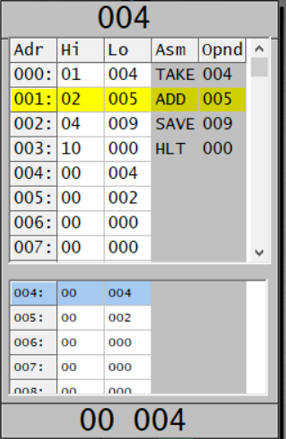 004
Adr Hi Lo Asm Opnd
000: 01 004 TAKE 004
001: 02 005 ADD 005
002: 04 009 SAVE 009
003: 10 000 HLT 000
004: 00 004
005: 00 002
006: 00 000
007: 00 000
004: 00 004
005: 00 002
006: 00 000
007: 00 000
008: 00 000
00 004